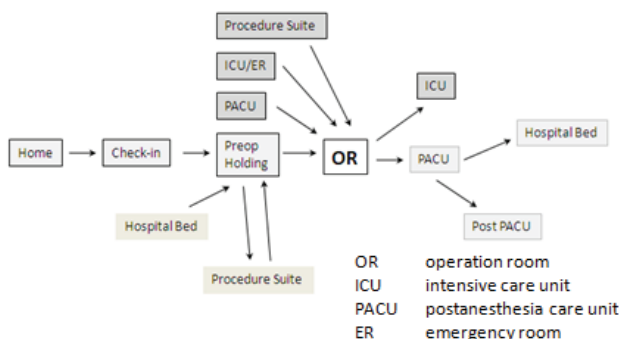 Procedure Suite
ICU/ER
ICU
PACU
Home
Check-in
Preop
Holding
OR
PACU
Hospital Bed
Hospital Bed
Post PACU
Procedure Suite
OR operation room
ICU intensive care unit
PACU postanesthesia care unit
ER emergency room